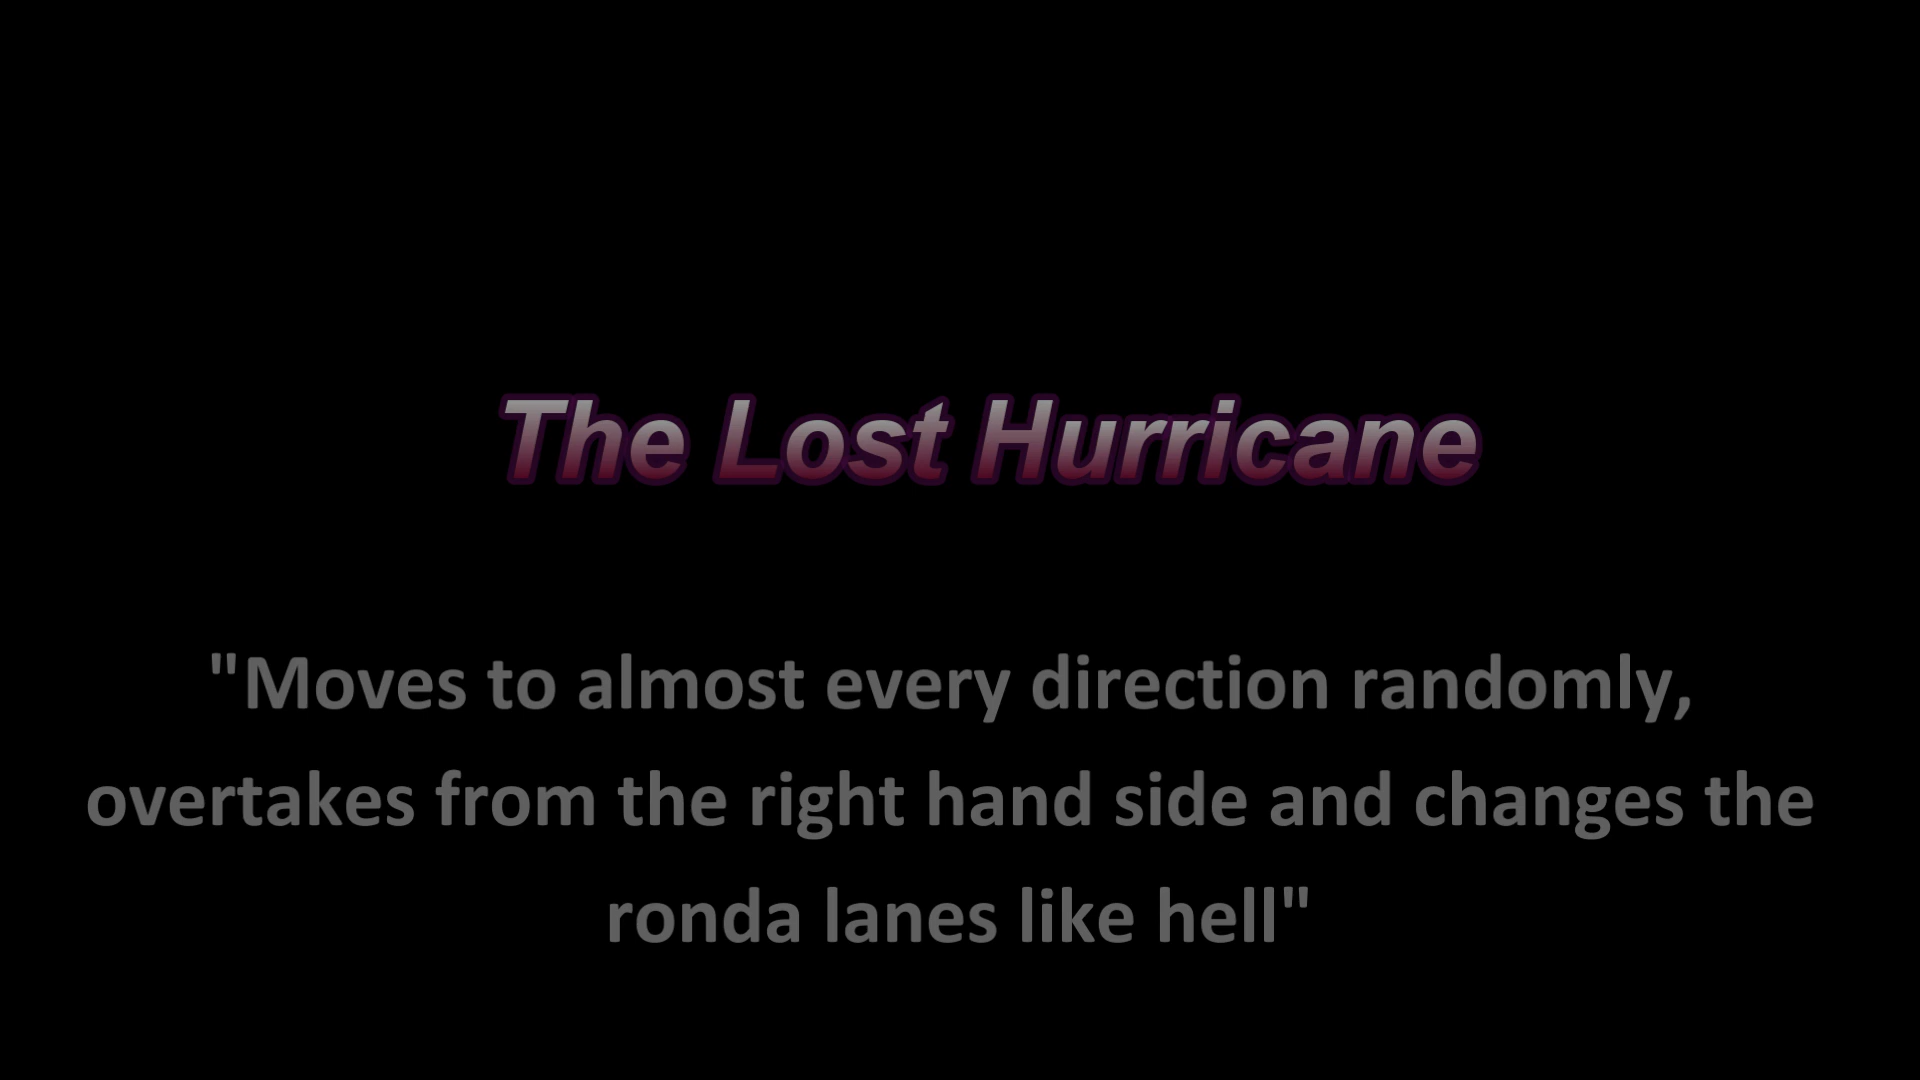 The Lost Hurricane
"Moves to almost every direction randomly,
overtakes from the right hand side and changes the
ronda lanes like hell"